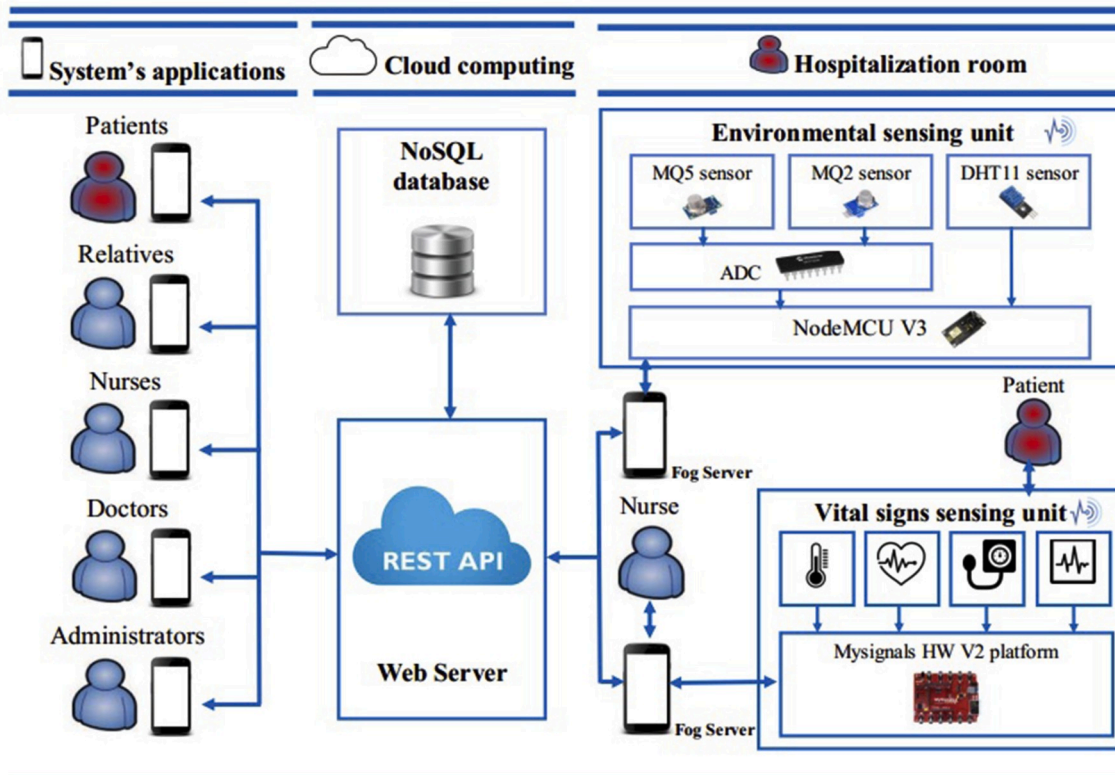 System's applications
Cloud computing
Hospitalization room
Patients
Relatives
Nurses
Doctors
Administrators
NoSQL
database
REST API
Web Server
Environmental sensing unit
MQ5 sensor
MQ2 sensor
DHT11 sensor
ADC
NodeMCU V3
Fog Server
Patient
Nurse
Vital signs sensing unit
Mysignals HW V2 platform
Fog Server